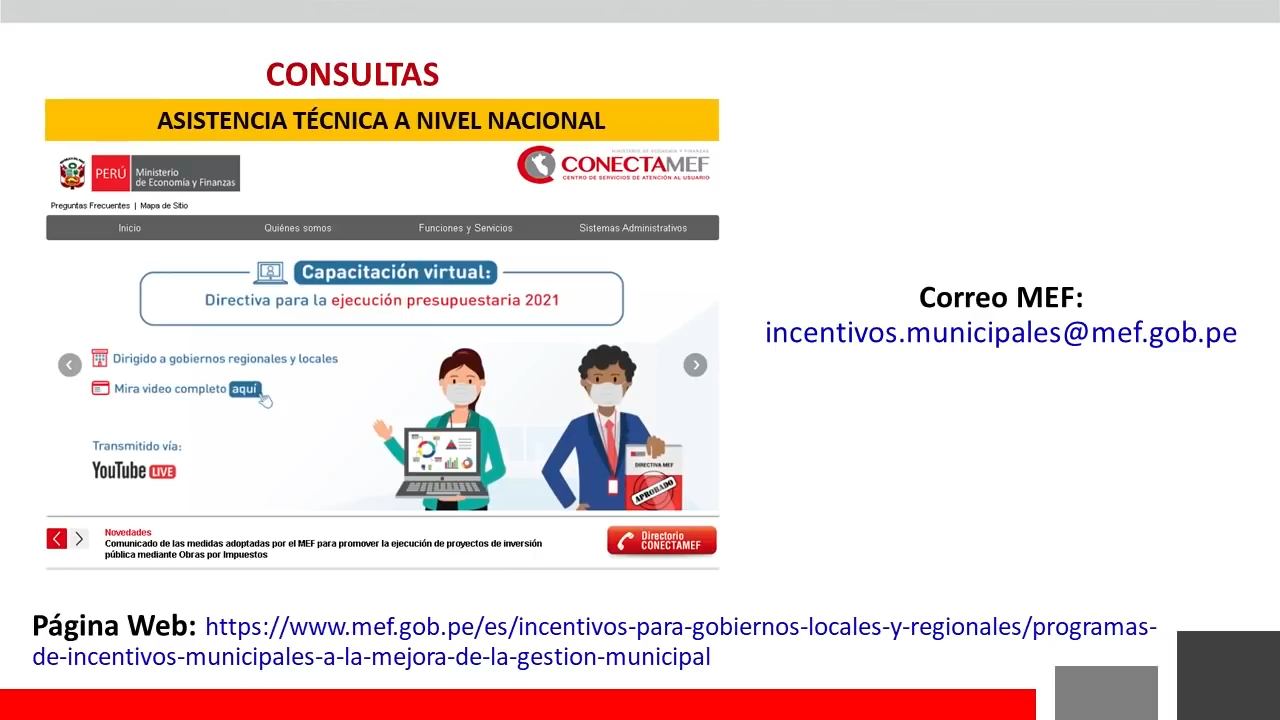 CONSULTAS
ASISTENCIA TÉCNICA A NIVEL NACIONAL
PERÚ
Ministerio
de Economía y Finanzas
MINISTERIO DE ECONOMÍA Y FINANZAS
CONECTAMEF
CENTRO DE SERVICIOS DE ATENCIÓN AL USUARIO
Preguntas Frecuentes | Mapa de Sitio
Inicio Quiénes somos Funciones y Servicios Sistemas Administrativos
Capacitación virtual:
Directiva para la ejecución presupuestaria 2021
Dirigido a gobiernos regionales y locales
Mira video completo aquí
Transmitido vía:
YouTube LIVE
DIRECTIVA MEF
APROBADO
Novedades
Comunicado de las medidas adoptadas por el MEF para promover la ejecución de proyectos de inversión
pública mediante Obras por Impuestos
Directorio
CONECTAMEF
Correo MEF:
incentivos.municipales@mef.gob.pe
Página Web: https://www.mef.gob.pe/es/incentivos-para-gobiernos-locales-y-regionales/programas-
de-incentivos-municipales-a-la-mejora-de-la-gestion-municipal